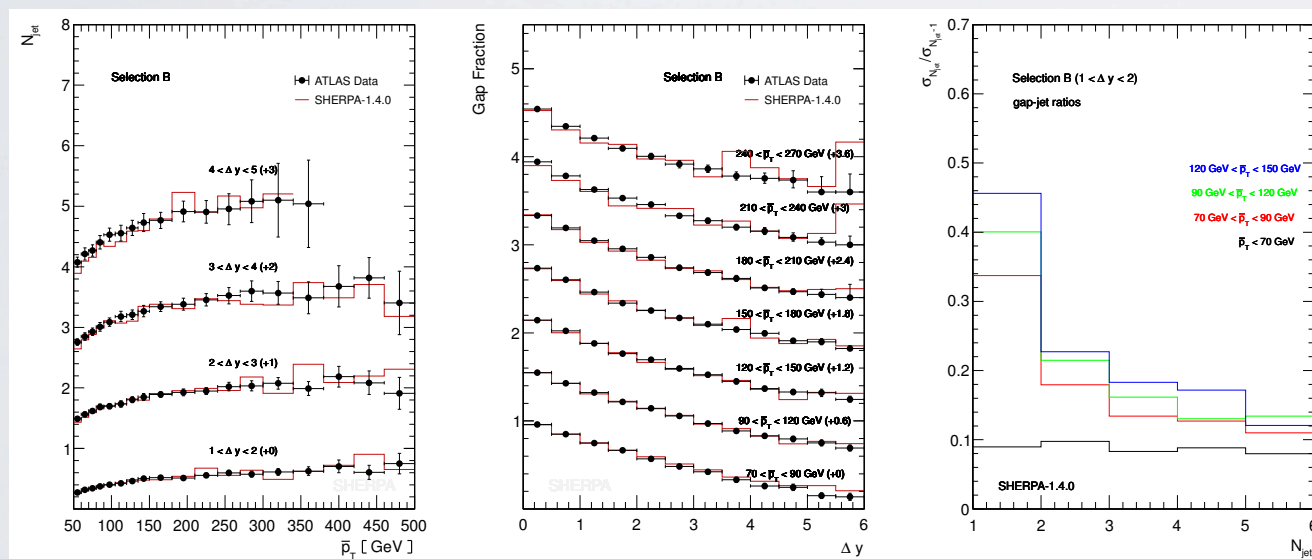 N_jet
8
7
6
5
4
3
2
1
Selection B
ATLAS Data
SHERPA-1.4.0
4 < Δ y < 5 (+3)
3 < Δ y < 4 (+2)
2 < Δ y < 3 (+1)
1 < Δ y < 2 (+0)
SHERPA
50 100 150 200 250 300 350 400 450 500
p̄_T [ GeV ]
Gap Fraction
5
4
3
2
1
Selection B
ATLAS Data
SHERPA-1.4.0
240 < p̄_T < 270 GeV (+3.6)
210 < p̄_T < 240 GeV (+3)
180 < p̄_T < 210 GeV (+2.4)
150 < p̄_T < 180 GeV (+1.8)
120 < p̄_T < 150 GeV (+1.2)
90 < p̄_T < 120 GeV (+0.6)
70 < p̄_T < 90 GeV (+0)
SHERPA
0 1 2 3 4 5 6
Δ y
σ_N_jet/σ_N_jet-1
0.7
0.6
0.5
0.4
0.3
0.2
0.1
0
Selection B (1 < Δ y < 2)
gap-jet ratios
120 GeV < p̄_T < 150 GeV
90 GeV < p̄_T < 120 GeV
70 GeV < p̄_T < 90 GeV
p̄_T < 70 GeV
SHERPA-1.4.0
1 2 3 4 5 6
N_jet